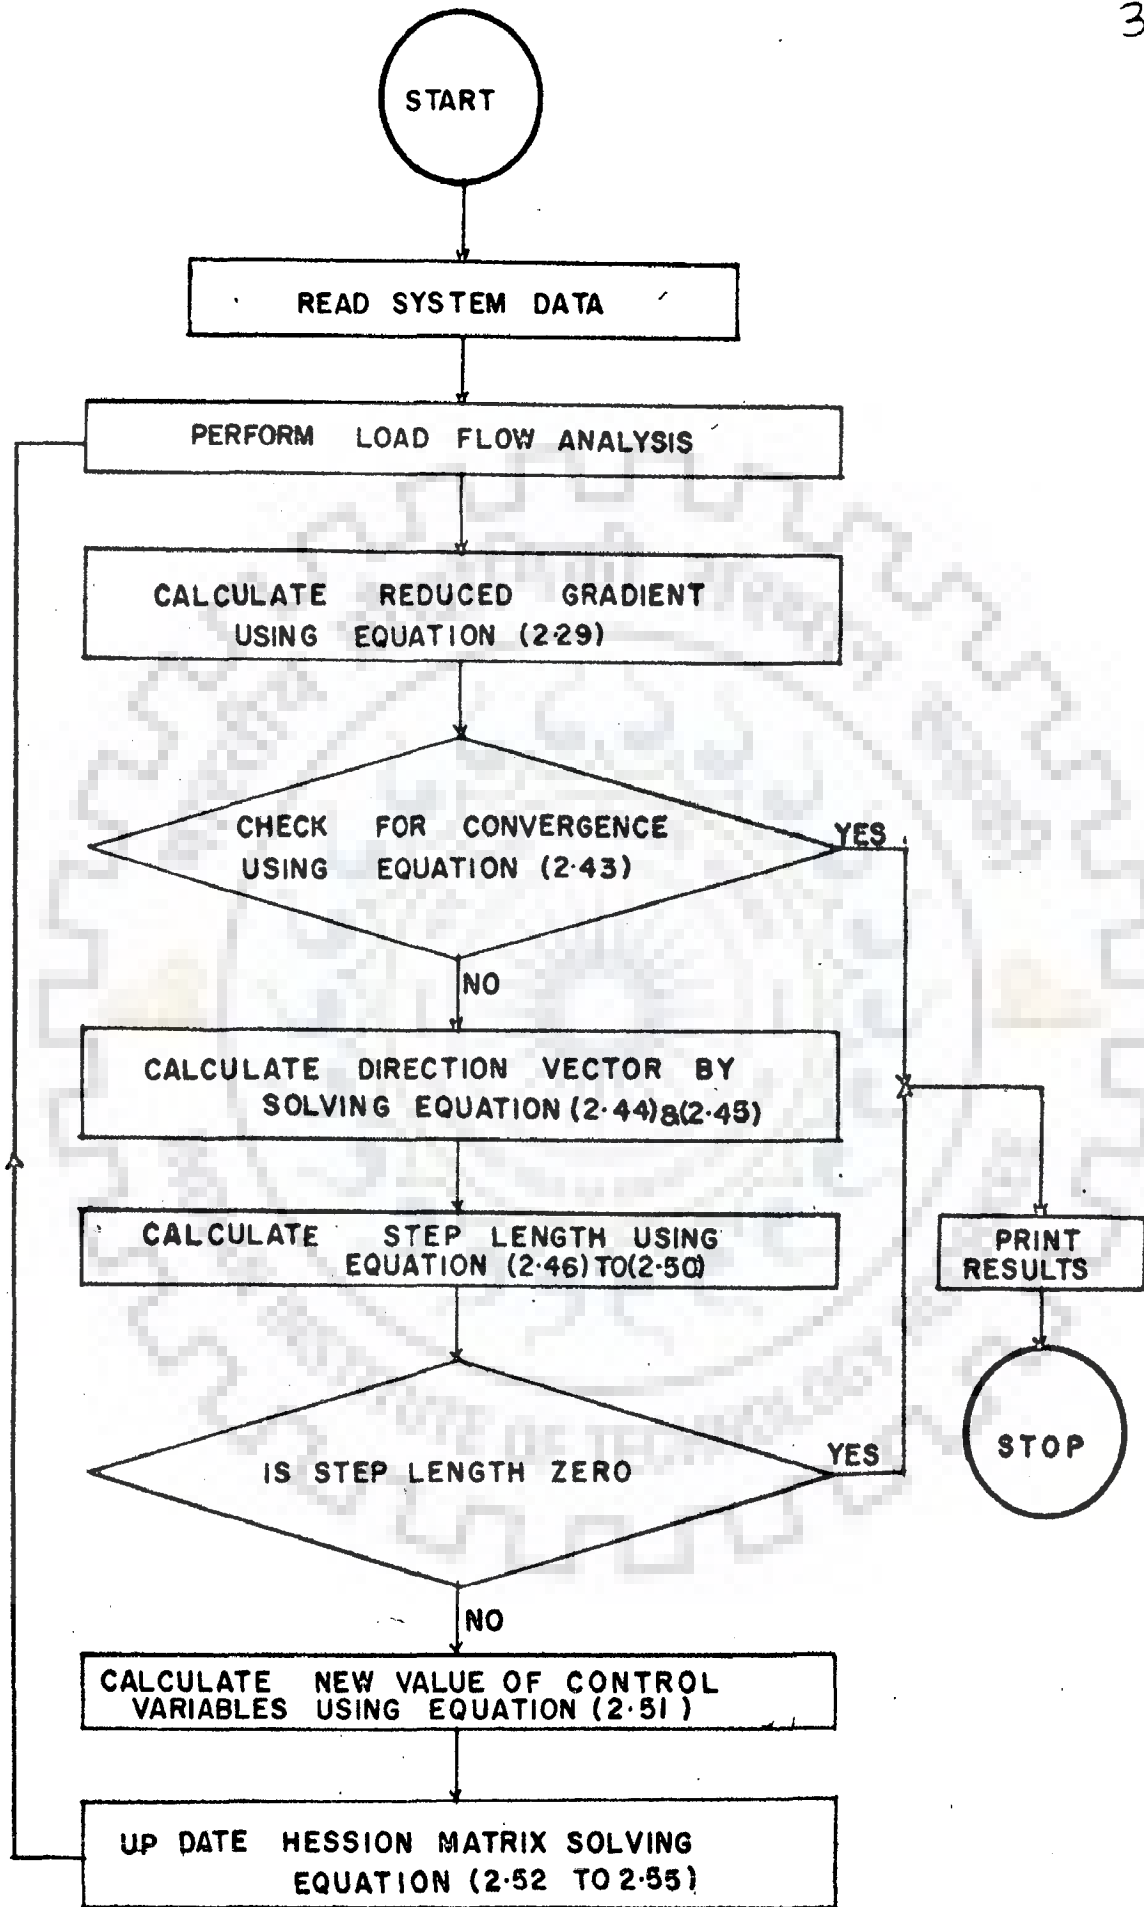 3
START
READ SYSTEM DATA
PERFORM LOAD FLOW ANALYSIS
CALCULATE REDUCED GRADIENT
USING EQUATION (2·29)
CHECK FOR CONVERGENCE
USING EQUATION (2·43)
YES
NO
CALCULATE DIRECTION VECTOR BY
SOLVING EQUATION (2·44)&(2·45)
CALCULATE STEP LENGTH USING
EQUATION (2·46) TO (2·50)
PRINT
RESULTS
STOP
IS STEP LENGTH ZERO
YES
NO
CALCULATE NEW VALUE OF CONTROL
VARIABLES USING EQUATION (2·51)
UP DATE HESSION MATRIX SOLVING
EQUATION (2·52 TO 2·55)